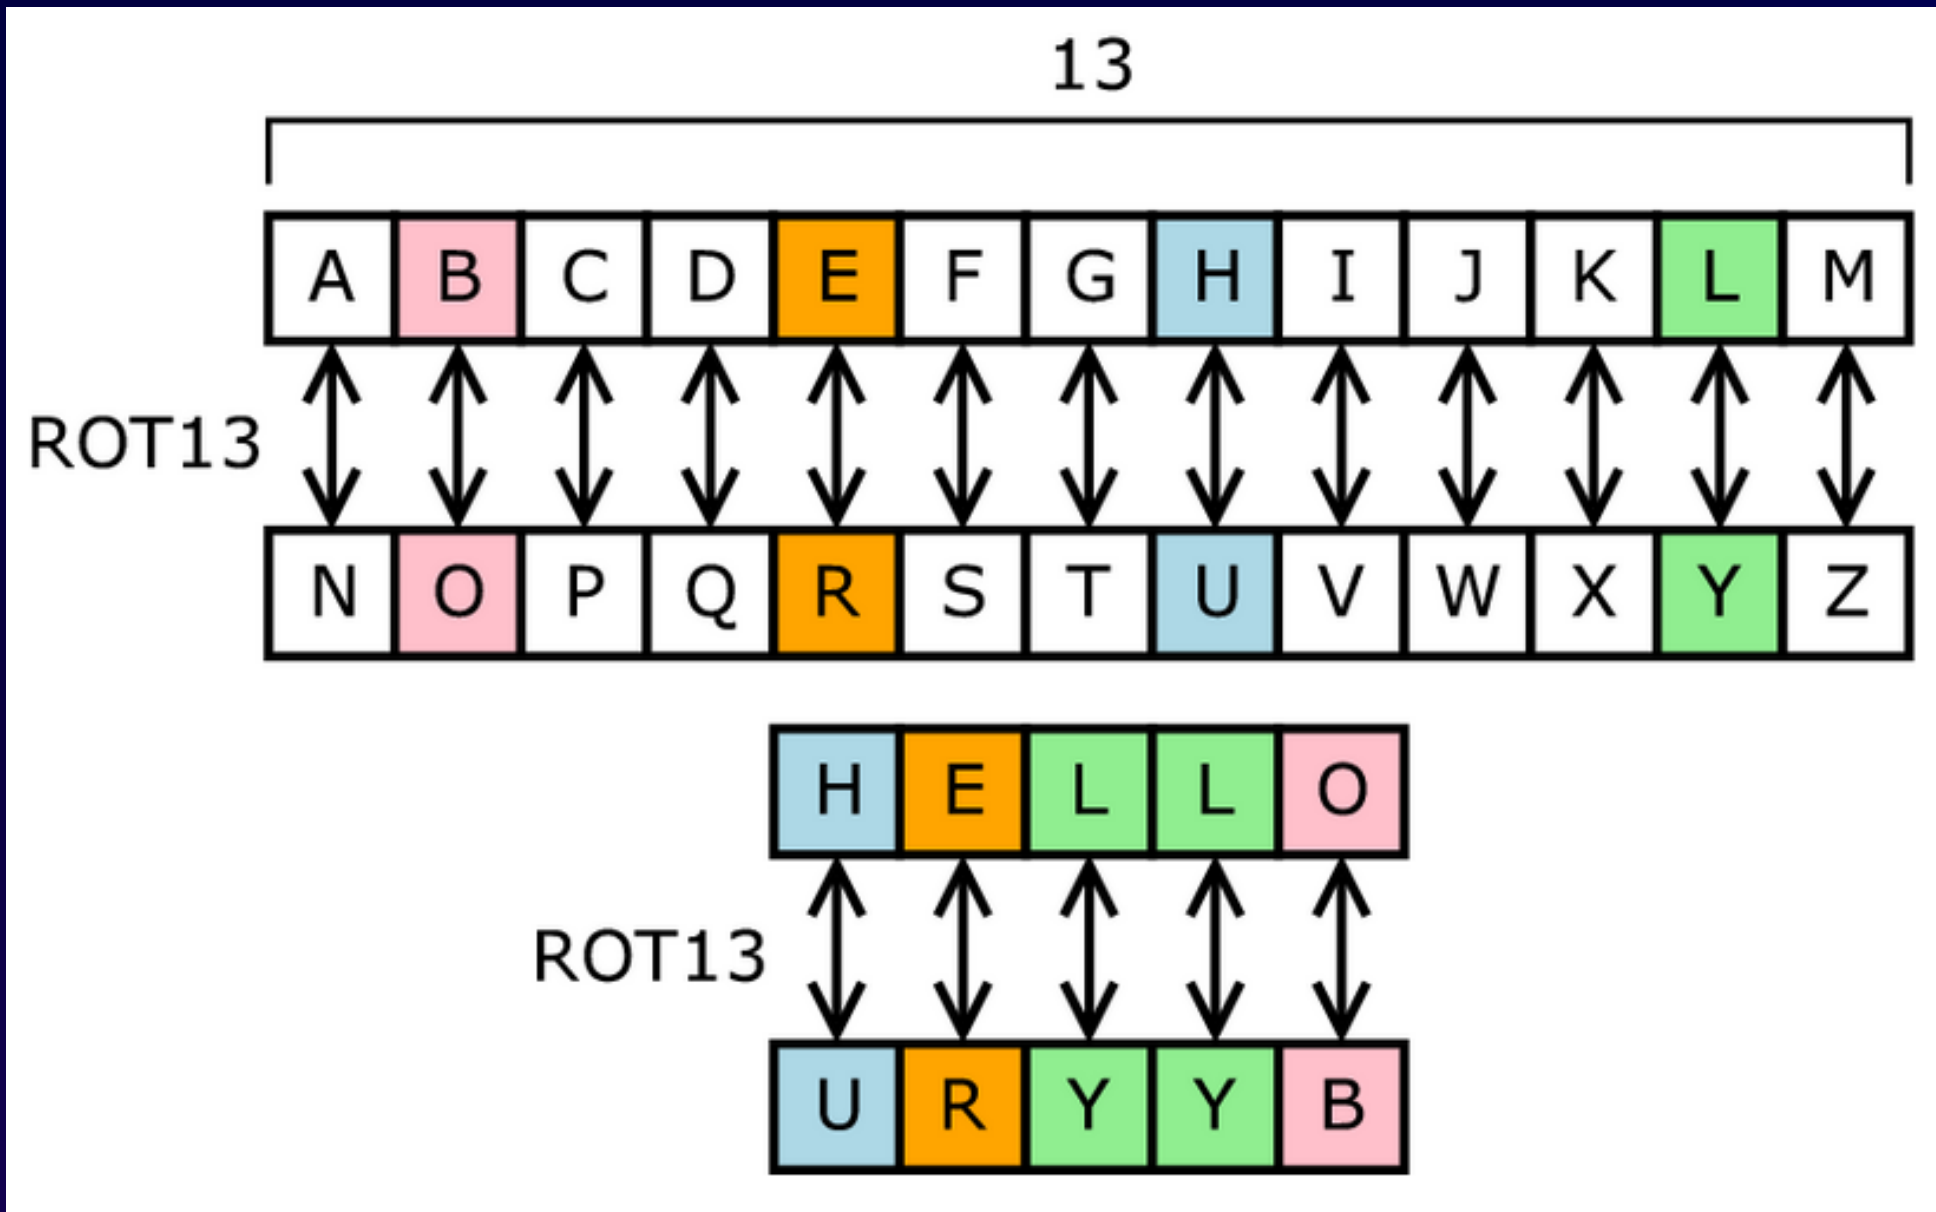 13
A B C D E F G H I J K L M
ROT13
N O P Q R S T U V W X Y Z
H E L L O
ROT13
U R Y Y B